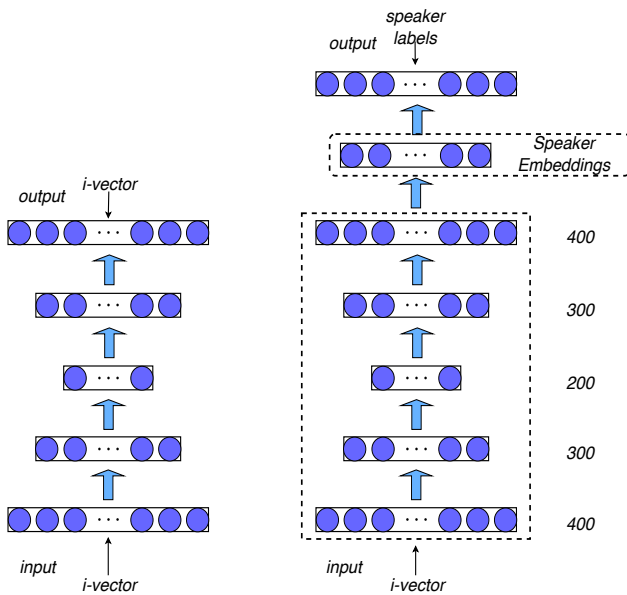 speaker
labels
output
· · ·
Speaker
Embeddings
· · ·
i-vector
output
· · ·
· · ·
400
· · ·
· · ·
300
· · ·
· · ·
200
· · ·
· · ·
300
· · ·
· · ·
400
input
i-vector
input
i-vector